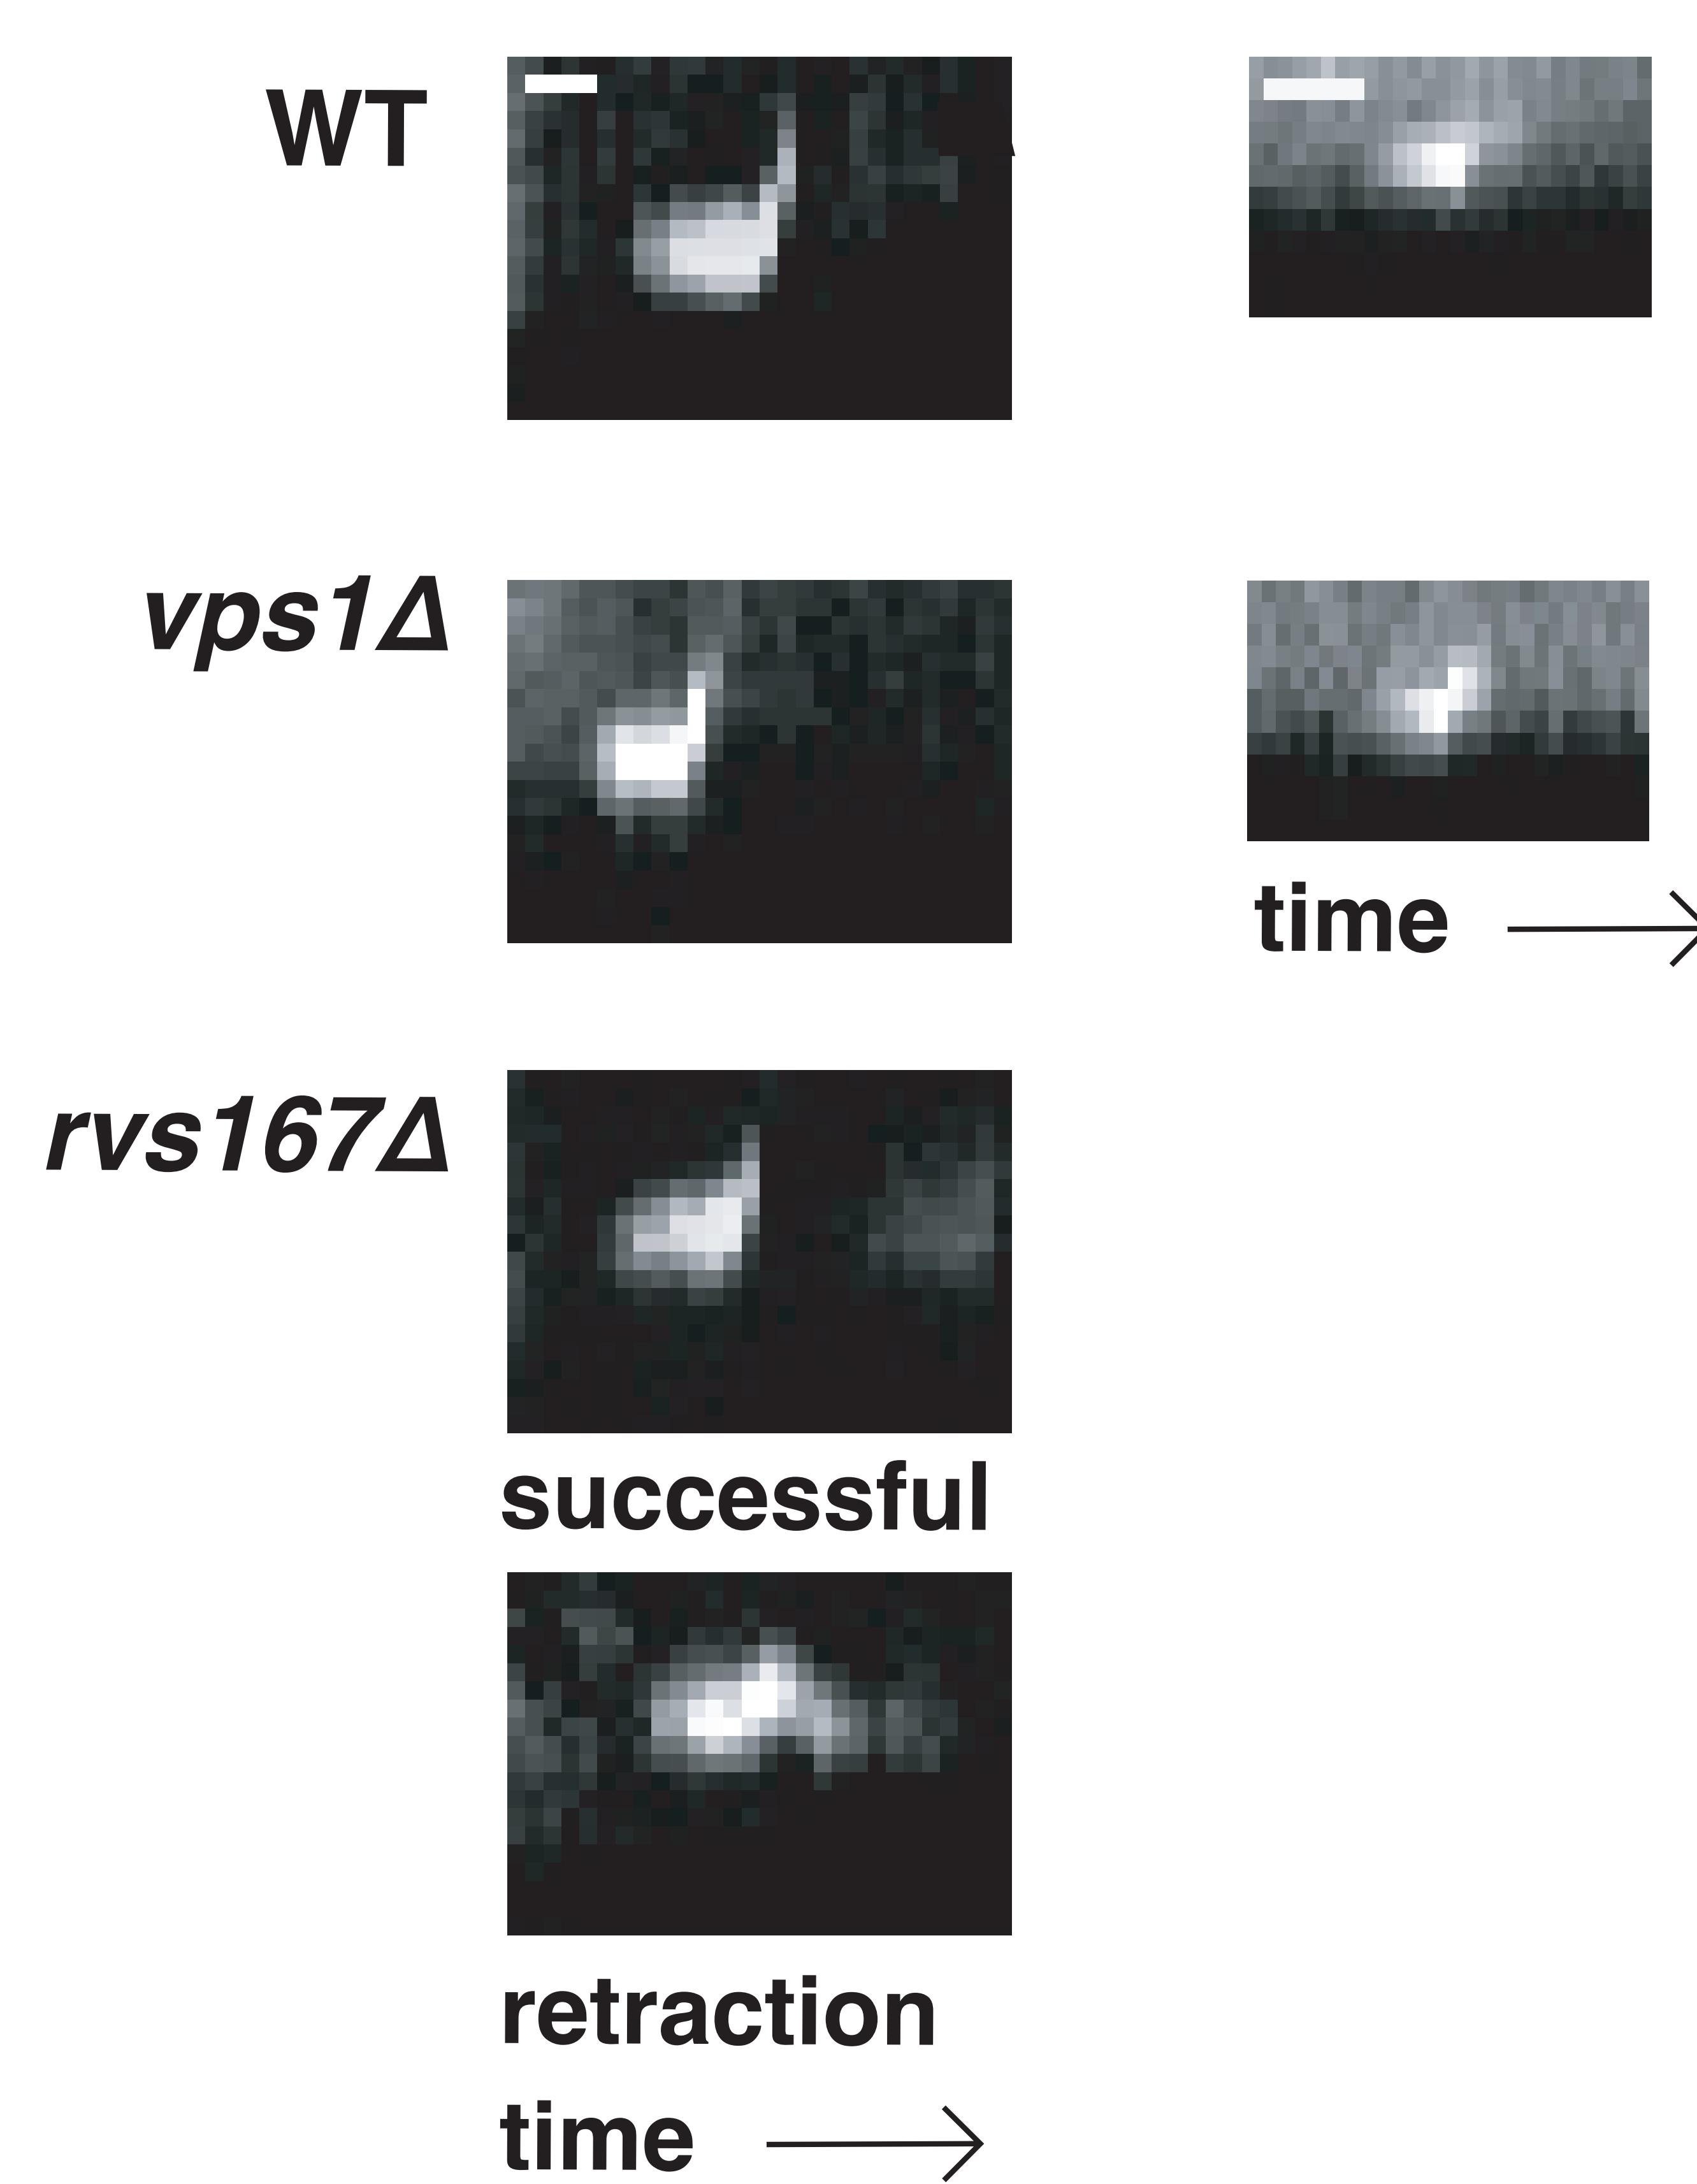 WT
vps1Δ
time
rvs167Δ
successful
retraction
time